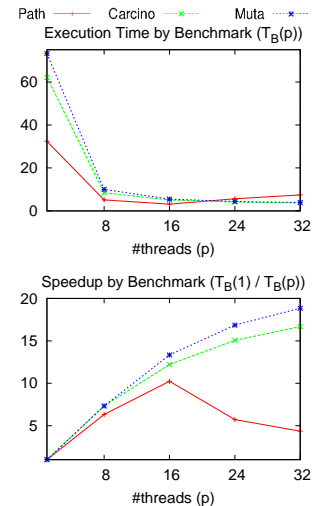 Path Carcino Muta
Execution Time by Benchmark (T_B(p))
60
40
20
0
8 16 24 32
#threads (p)
Speedup by Benchmark (T_B(1) / T_B(p))
20
15
10
5
8 16 24 32
#threads (p)